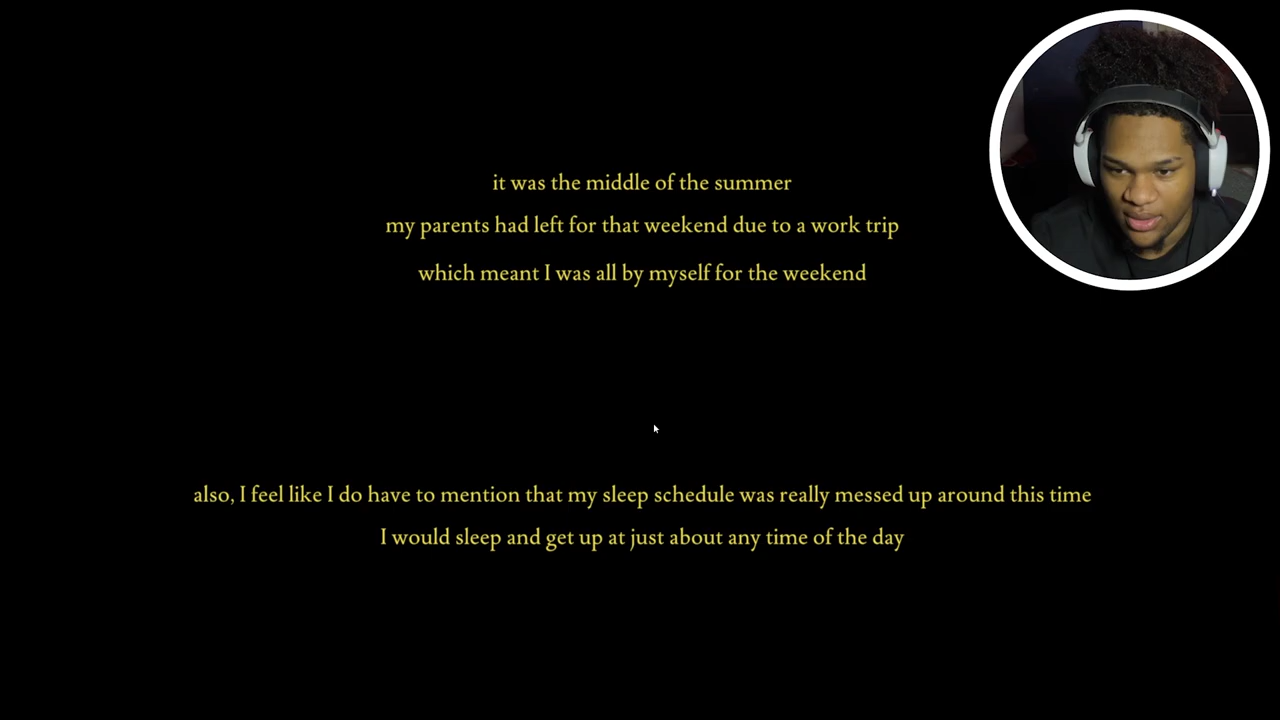 it was the middle of the summer
my parents had left for that weekend due to a work trip
which meant I was all by myself for the weekend
also, I feel like I do have to mention that my sleep schedule was really messed up around this time
I would sleep and get up at just about any time of the day